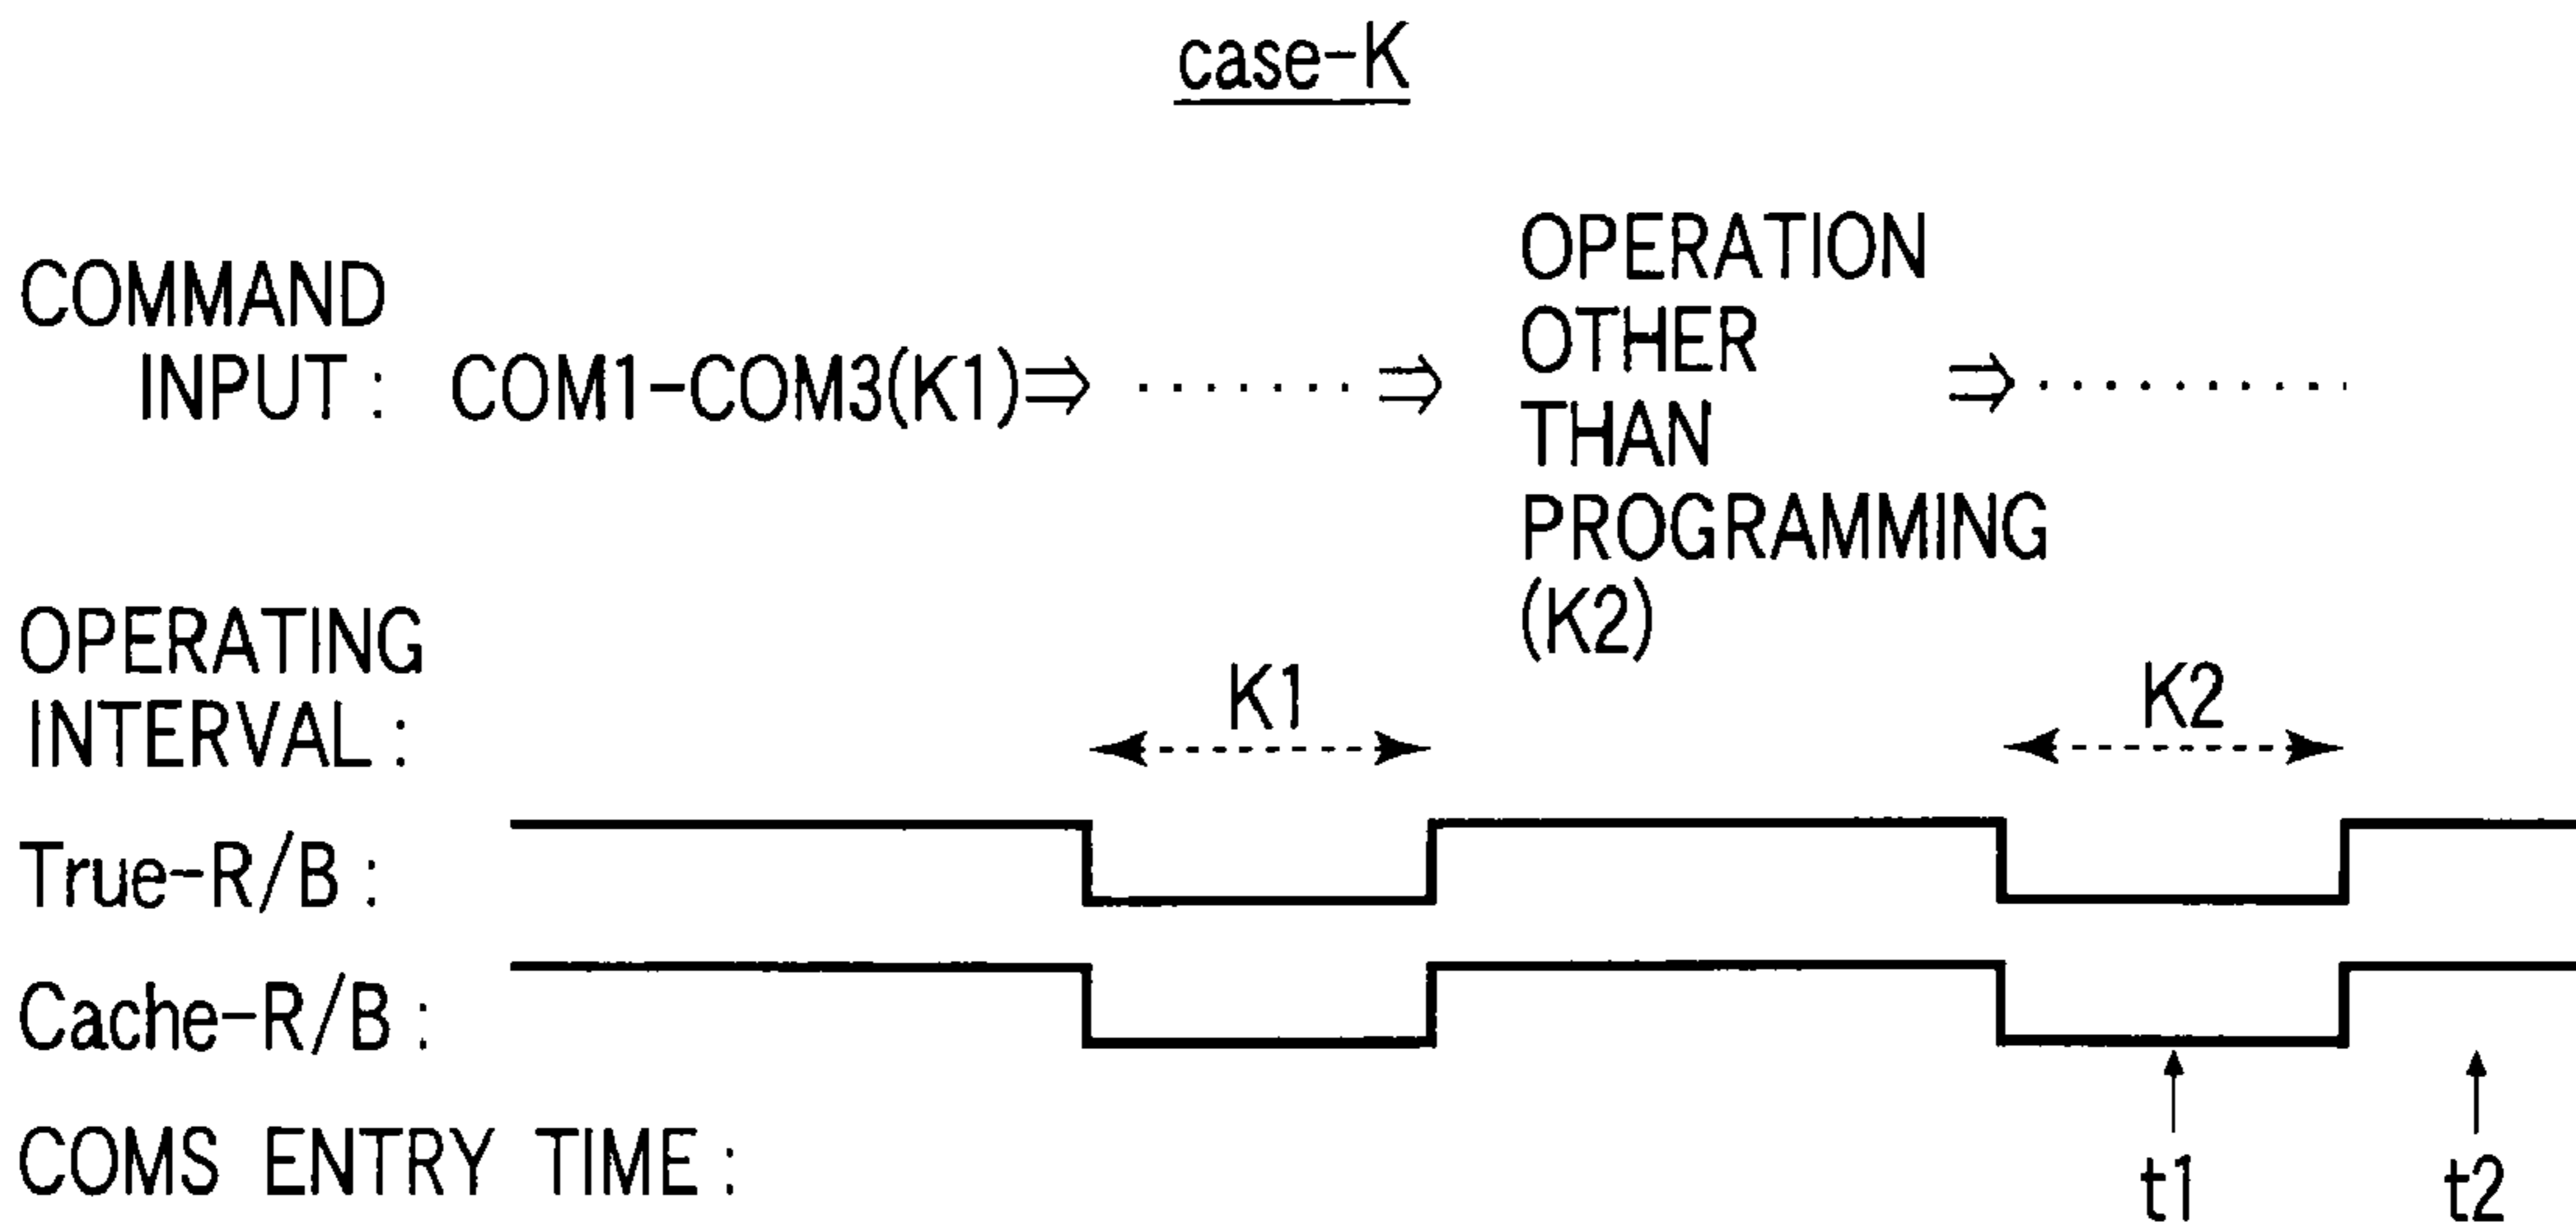 case-K
COMMAND
INPUT : COM1-COM3(K1)⇒ ······· ⇒
OPERATION
OTHER
THAN
PROGRAMMING
(K2)
⇒ ··········
OPERATING
INTERVAL :
K1
K2
True-R/B :
Cache-R/B :
COMS ENTRY TIME :
t1
t2